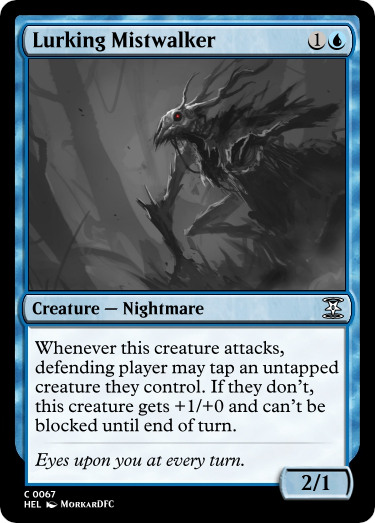 Lurking Mistwalker 1
Creature — Nightmare
Whenever this creature attacks,
defending player may tap an untapped
creature they control. If they don't,
this creature gets +1/+0 and can't be
blocked until end of turn.
Eyes upon you at every turn.
2/1
C 0067
HEL MorkarDFC